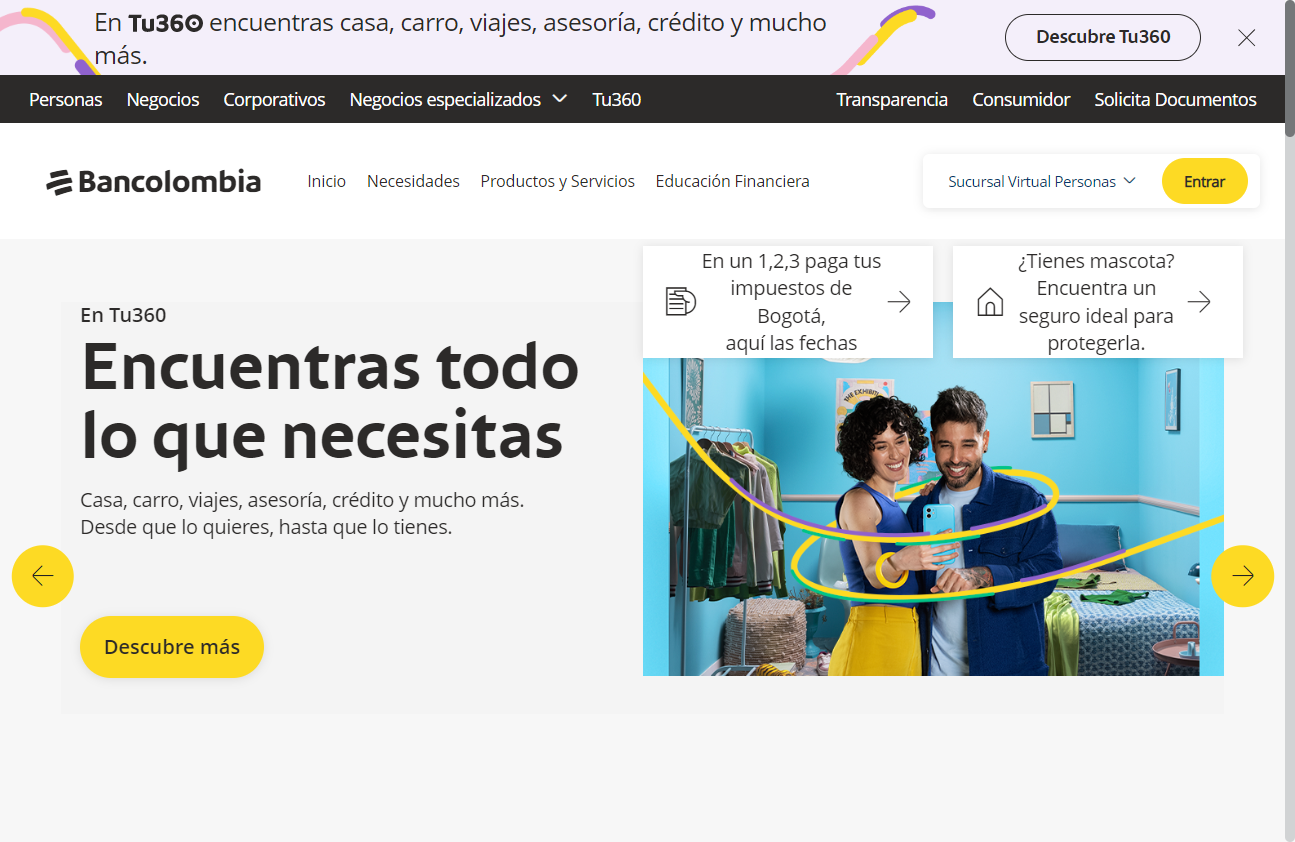 En Tu360 encuentras casa, carro, viajes, asesoría, crédito y mucho
más.
Descubre Tu360
Personas Negocios Corporativos Negocios especializados Tu360 Transparencia Consumidor Solicita Documentos
Bancolombia Inicio Necesidades Productos y Servicios Educación Financiera Sucursal Virtual Personas Entrar
En un 1,2,3 paga tus
impuestos de
Bogotá,
aquí las fechas
¿Tienes mascota?
Encuentra un
seguro ideal para
protegerla.
En Tu360
Encuentras todo
lo que necesitas
Casa, carro, viajes, asesoría, crédito y mucho más.
Desde que lo quieres, hasta que lo tienes.
Descubre más